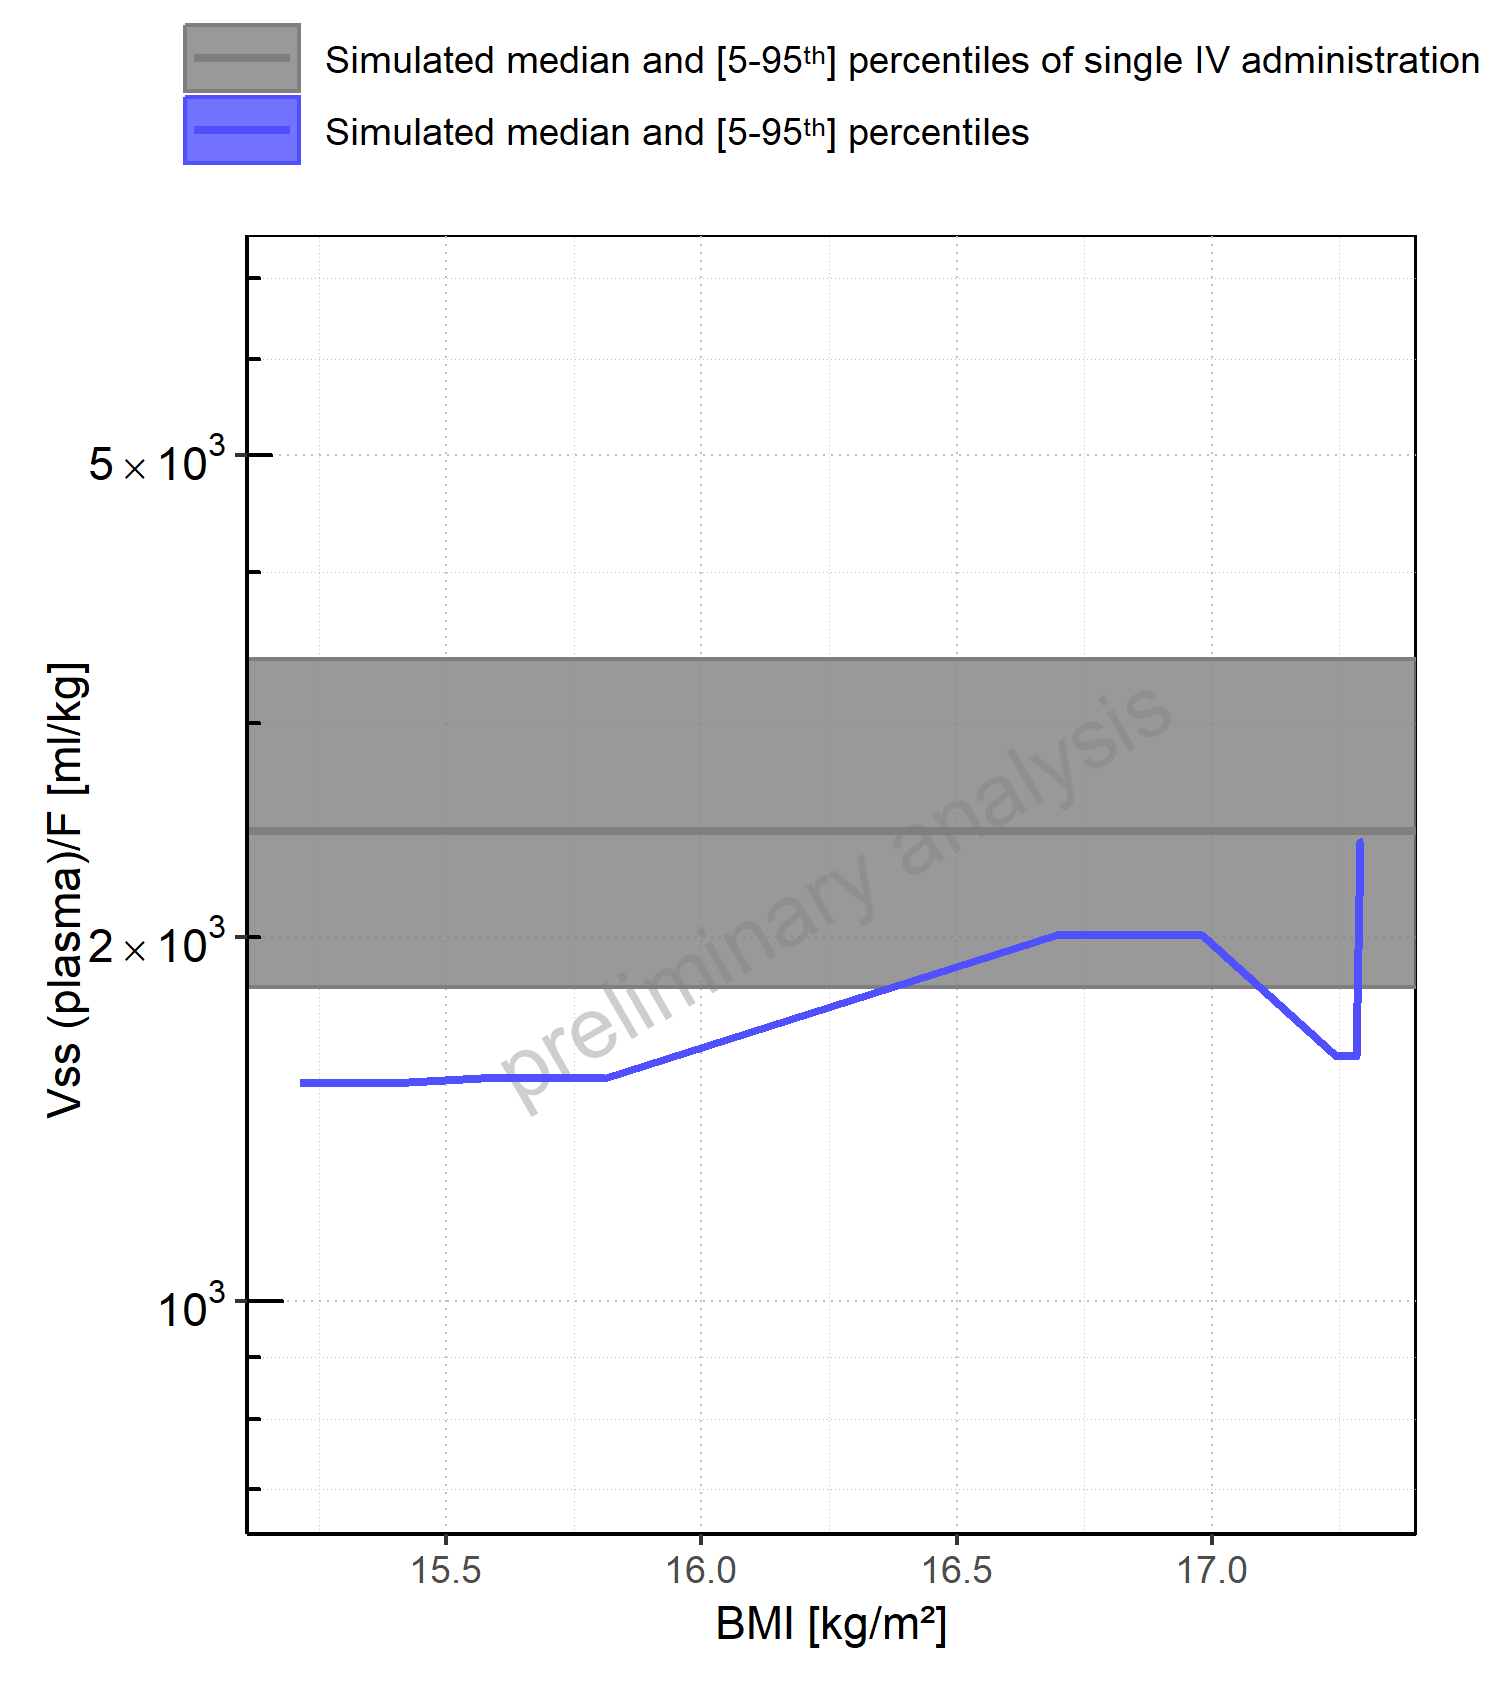 Simulated median and [5-95th] percentiles of single IV administration
Simulated median and [5-95th] percentiles
5 × 10³
2 × 10³
10³
Vss (plasma)/F [ml/kg]
preliminary analysis
15.5 16.0 16.5 17.0
BMI [kg/m²]